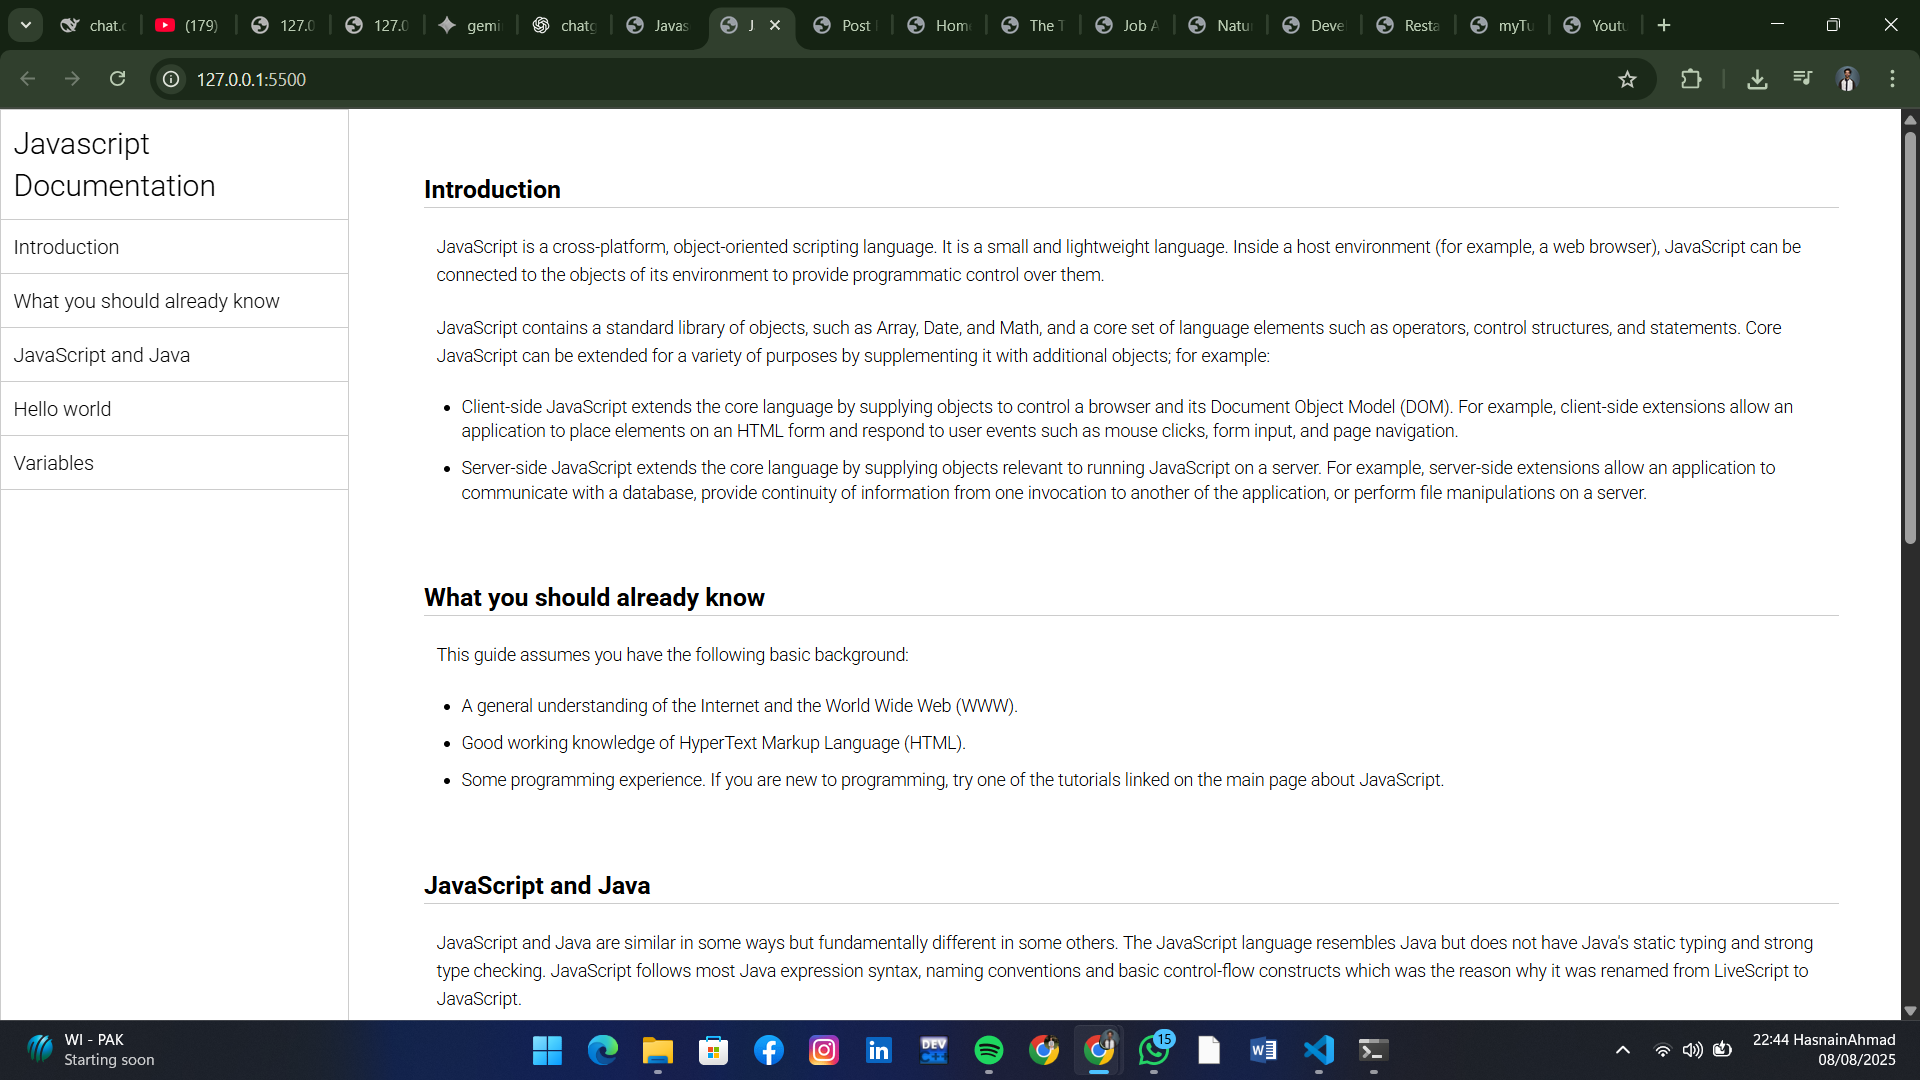 chat.
(179)
127.0
127.0
gemi
chatg
Javas
J
Post
Home
The T
Job A
Natu
Deve
Resta
myTu
Youtu
127.0.0.1:5500
Javascript
Documentation
Introduction
What you should already know
JavaScript and Java
Hello world
Variables
Introduction
JavaScript is a cross-platform, object-oriented scripting language. It is a small and lightweight language. Inside a host environment (for example, a web browser), JavaScript can be
connected to the objects of its environment to provide programmatic control over them.
JavaScript contains a standard library of objects, such as Array, Date, and Math, and a core set of language elements such as operators, control structures, and statements. Core
JavaScript can be extended for a variety of purposes by supplementing it with additional objects; for example:
• Client-side JavaScript extends the core language by supplying objects to control a browser and its Document Object Model (DOM). For example, client-side extensions allow an
application to place elements on an HTML form and respond to user events such as mouse clicks, form input, and page navigation.
• Server-side JavaScript extends the core language by supplying objects relevant to running JavaScript on a server. For example, server-side extensions allow an application to
communicate with a database, provide continuity of information from one invocation to another of the application, or perform file manipulations on a server.
What you should already know
This guide assumes you have the following basic background:
• A general understanding of the Internet and the World Wide Web (WWW).
• Good working knowledge of HyperText Markup Language (HTML).
• Some programming experience. If you are new to programming, try one of the tutorials linked on the main page about JavaScript.
JavaScript and Java
JavaScript and Java are similar in some ways but fundamentally different in some others. The JavaScript language resembles Java but does not have Java's static typing and strong
type checking. JavaScript follows most Java expression syntax, naming conventions and basic control-flow constructs which was the reason why it was renamed from LiveScript to
JavaScript.
WI - PAK
Starting soon
DEV
C++
15
22:44 HasnainAhmad
08/08/2025